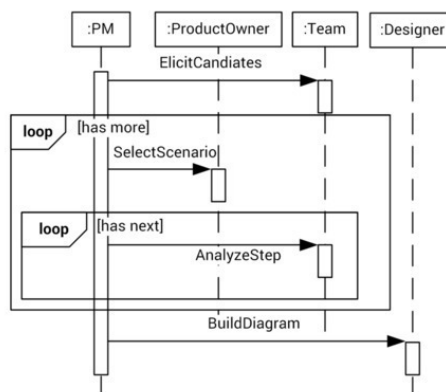 :PM :ProductOwner :Team :Designer
ElicitCandiates
loop [has more]
SelectScenario
loop [has next]
AnalyzeStep
BuildDiagram